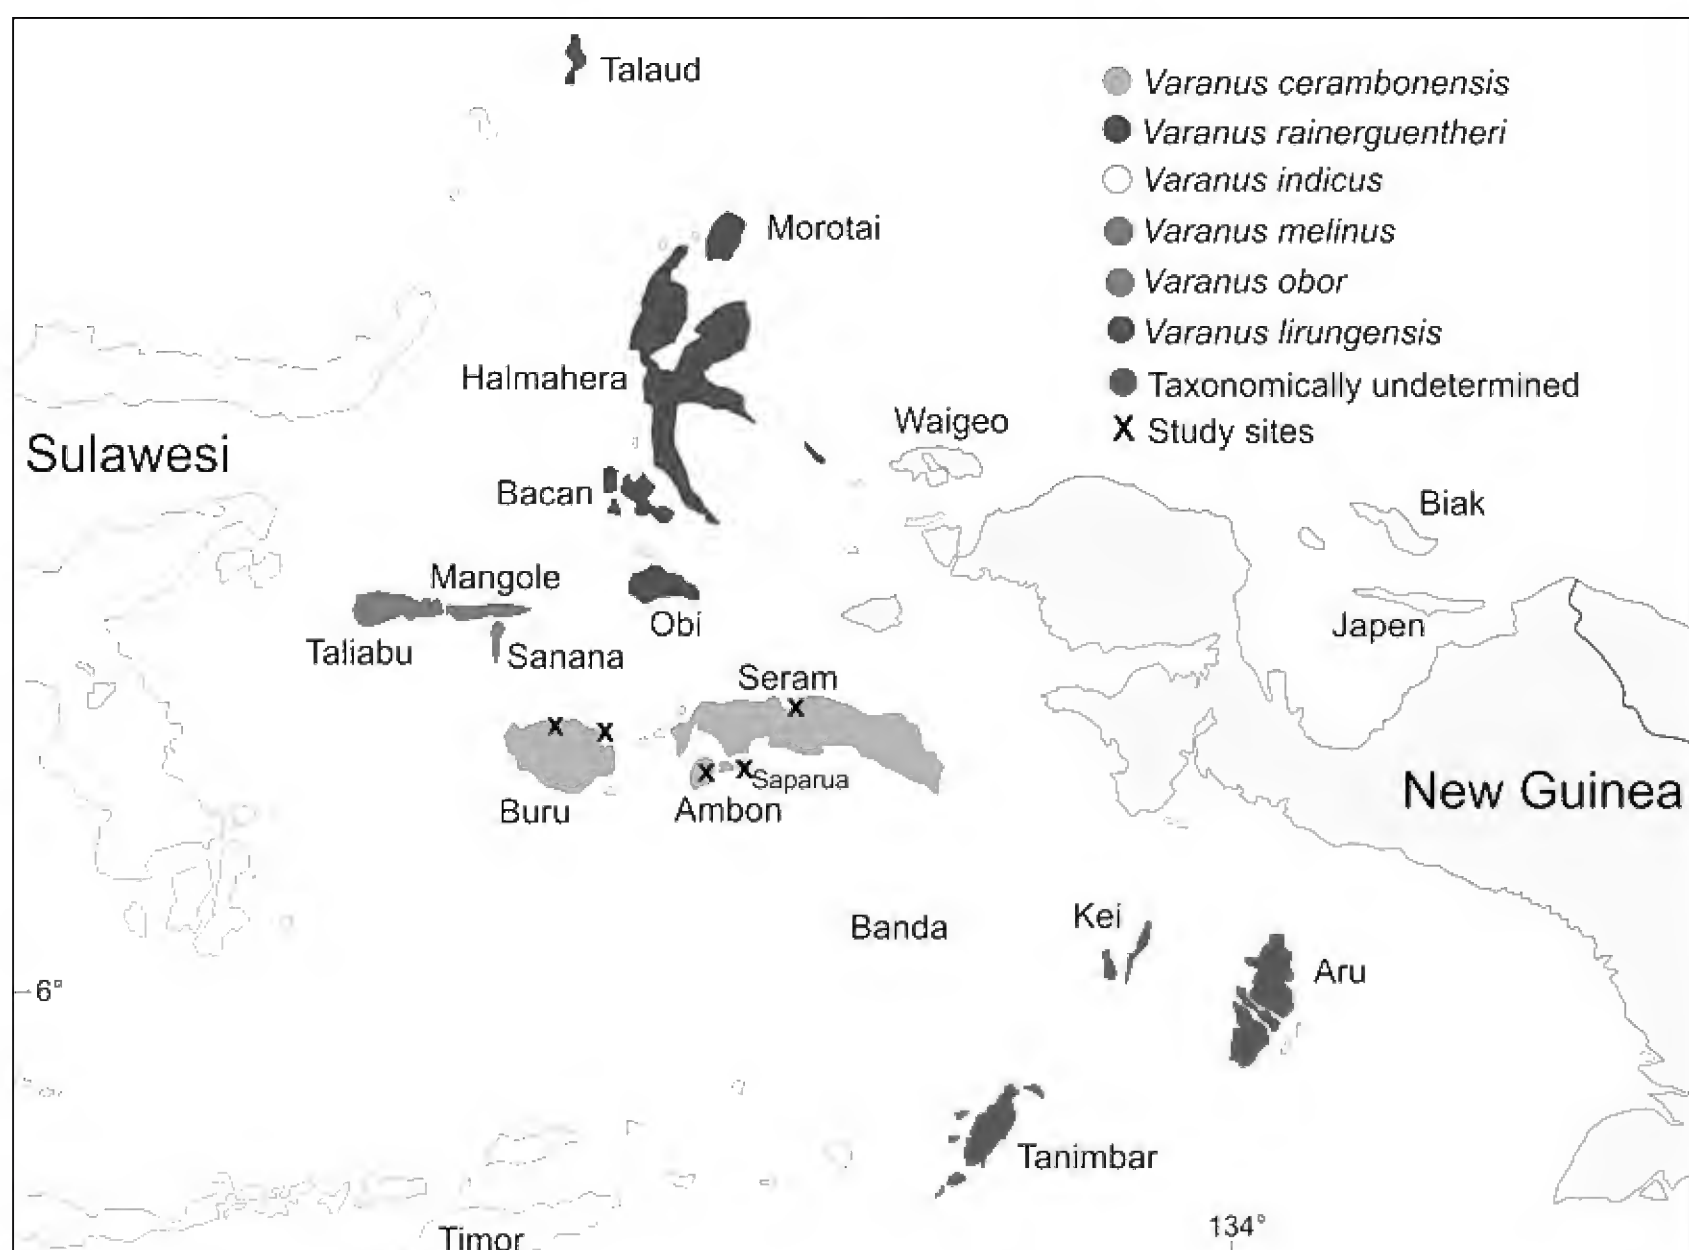 Talaud
Varanus cerambonensis
Varanus rainerguentheri
Varanus indicus
Varanus melinus
Varanus obor
Varanus lirungensis
Taxonomically undetermined
X Study sites
Morotai
Halmahera
Waigeo
Sulawesi
Bacan
Biak
Mangole
Obi
Japen
Taliabu
Sanana
Seram
X
X
X
X
X
Saparua
Buru
Ambon
New Guinea
Banda
Kei
Aru
6°
Tanimbar
134°
Timor